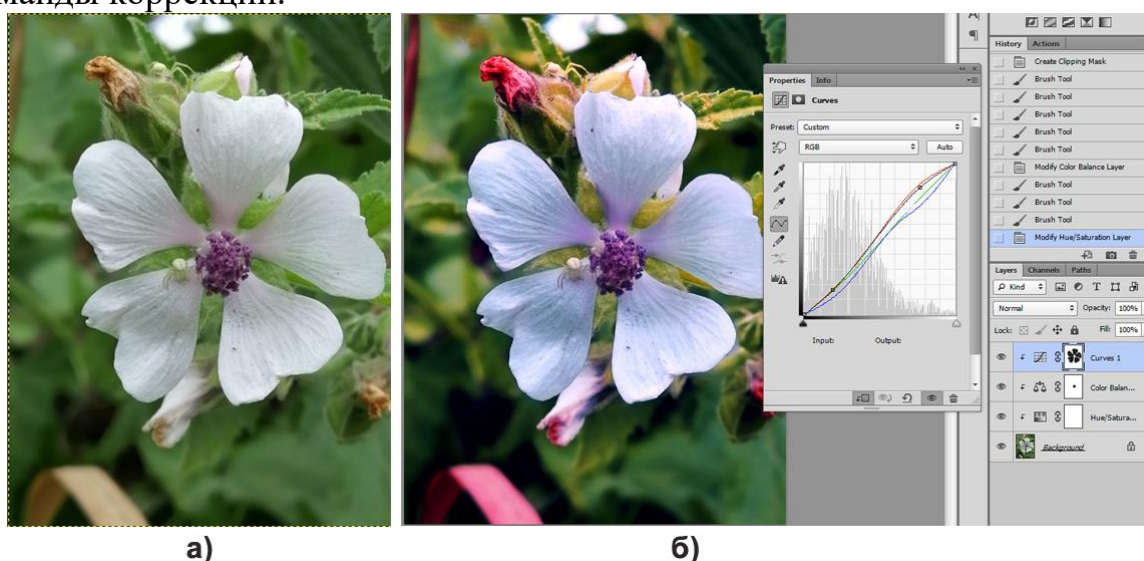 манды коррекции.
History Actions
Create Clipping Mask
Brush Tool
Brush Tool
Brush Tool
Brush Tool
Brush Tool
Modify Color Balance Layer
Brush Tool
Brush Tool
Brush Tool
Modify Hue/Saturation Layer
Properties Info
Curves
Preset: Custom
RGB Auto
Input: Output:
Layers Channels Paths
Kind
Normal Opacity: 100%
Lock: Fill: 100%
Curves 1
Color Balan...
Hue/Satura...
Background
а) б)